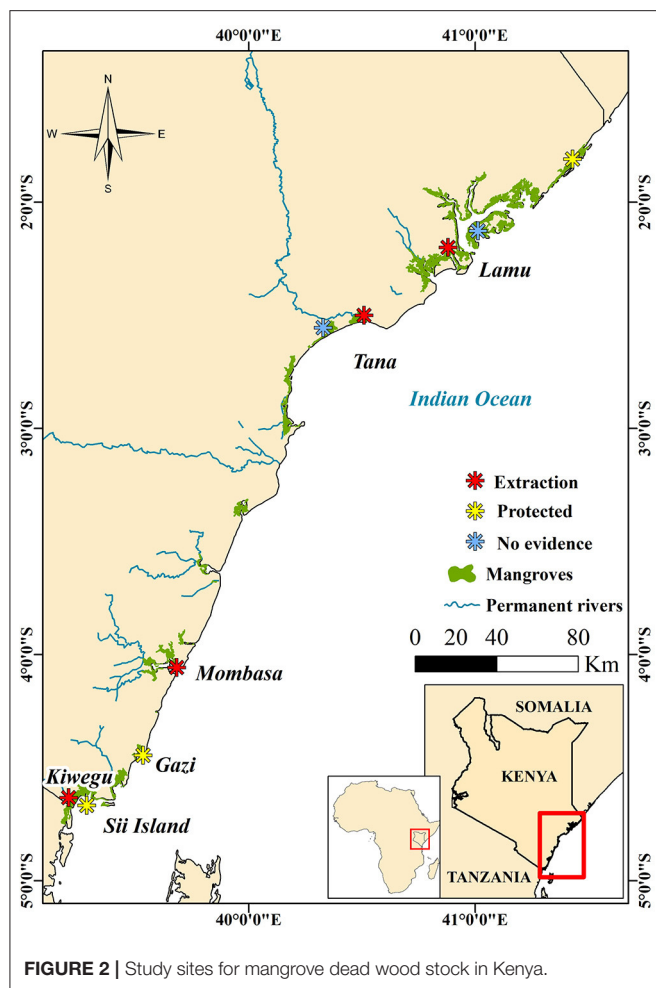 40°0'0"E 41°0'0"E
N
W E
S
2°0'0"S 2°0'0"S
Lamu
Tana
Indian Ocean
3°0'0"S 3°0'0"S
Extraction
Protected
No evidence
Mangroves
Permanent rivers
4°0'0"S 4°0'0"S
0 20 40 80
Km
Mombasa
SOMALIA
Gazi
KENYA
Kiwegu
Sii Island
TANZANIA
5°0'0"S 5°0'0"S
40°0'0"E 41°0'0"E
FIGURE 2 | Study sites for mangrove dead wood stock in Kenya.